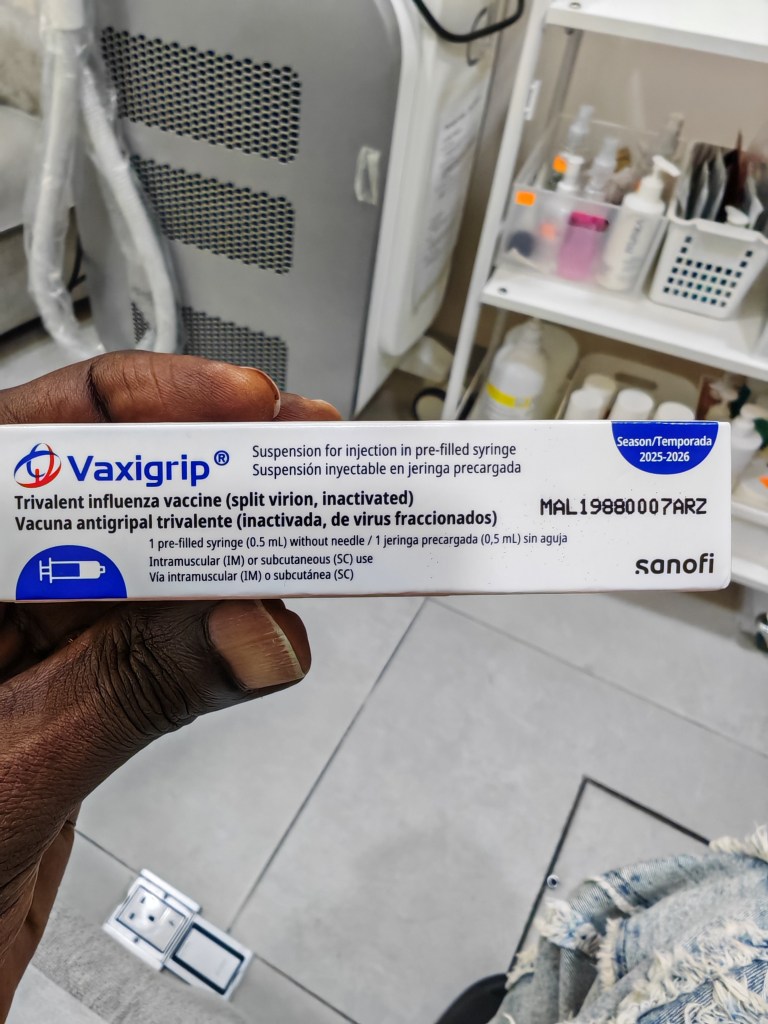 Vaxigrip®
Suspension for injection in pre-filled syringe
Suspensión inyectable en jeringa precargada
Season/Temporada
2025-2026
Trivalent influenza vaccine (split virion, inactivated)
Vacuna antigripal trivalente (inactivada, de virus fraccionados)
MAL19880007ARZ
1 pre-filled syringe (0.5 mL) without needle / 1 jeringa precargada (0,5 mL) sin aguja
Intramuscular (IM) or subcutaneous (SC) use
Vía intramuscular (IM) o subcutánea (SC)
sanofi